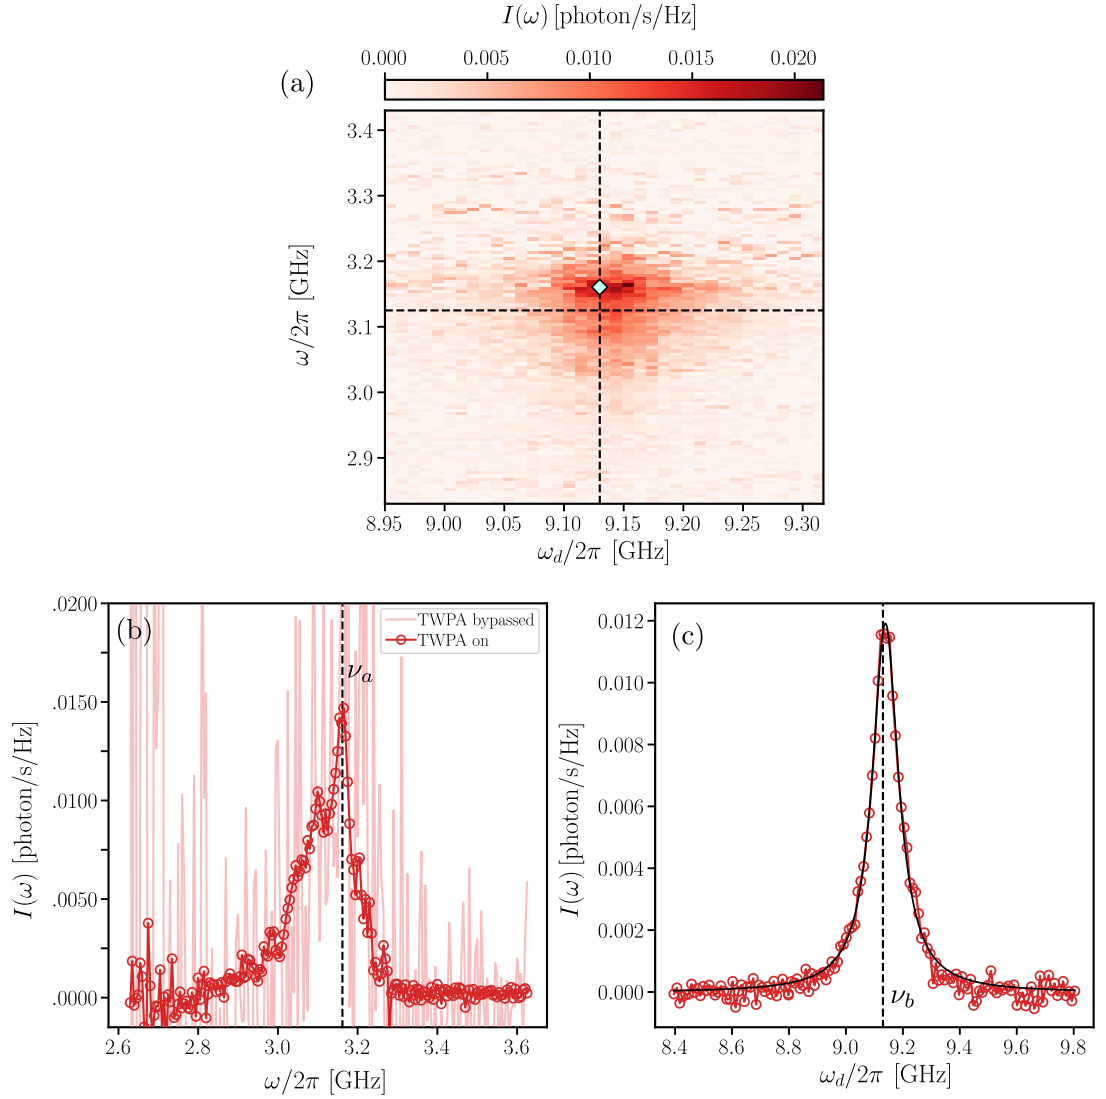 I(ω) [photon/s/Hz]
0.000 0.005 0.010 0.015 0.020
(a)
3.4
3.3
3.2
3.1
3.0
2.9
ω/2π [GHz]
8.95 9.00 9.05 9.10 9.15 9.20 9.25 9.30
ω_d/2π [GHz]
(b)
TWPA bypassed
TWPA on
ν_a
.0200
.0150
.0100
.0050
.0000
I(ω) [photon/s/Hz]
2.6 2.8 3.0 3.2 3.4 3.6
ω/2π [GHz]
(c)
0.012
0.010
0.008
0.006
0.004
0.002
0.000
I(ω) [photon/s/Hz]
ν_b
8.4 8.6 8.8 9.0 9.2 9.4 9.6 9.8
ω_d/2π [GHz]